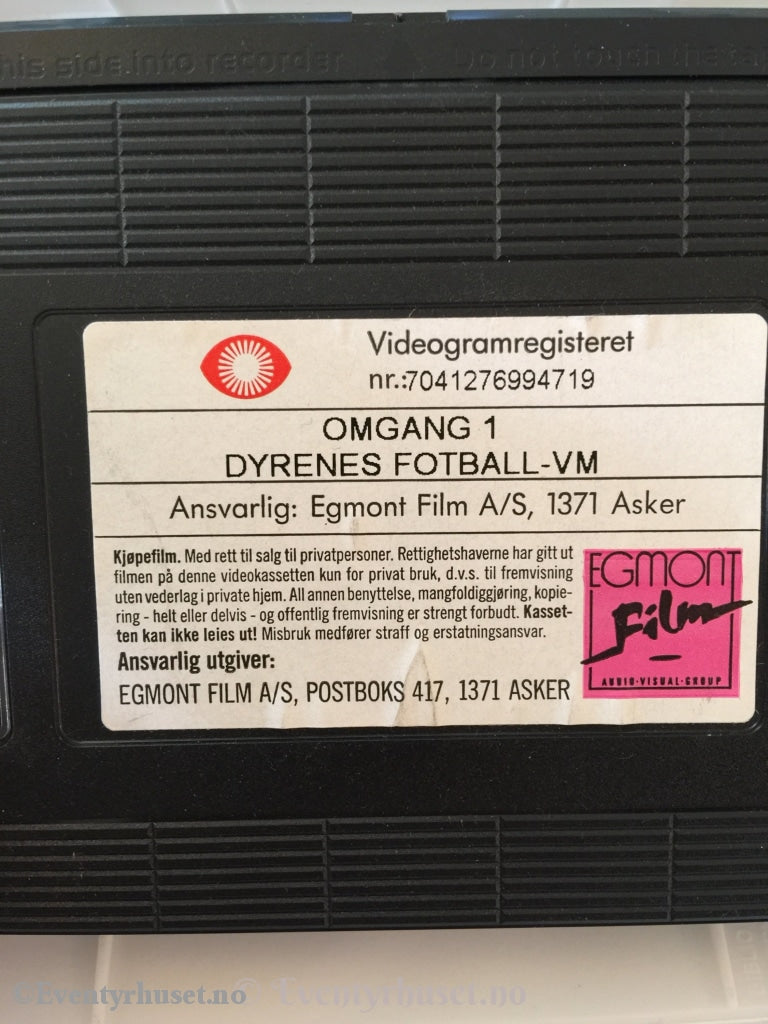 his side into recorder
Do not touch the ta
Videogramregisteret
nr.:7041276994719
OMGANG 1
DYRENES FOTBALL-VM
Ansvarlig: Egmont Film A/S, 1371 Asker
Kjøpefilm. Med rett til salg til privatpersoner. Rettighetshaverne har gitt ut
filmen på denne videokassetten kun for privat bruk, d.v.s. til fremvisning
uten vederlag i private hjem. All annen benyttelse, mangfoldiggjøring, kopie-
ring - helt eller delvis - og offentlig fremvisning er strengt forbudt. Kasset-
ten kan ikke leies ut! Misbruk medfører straff og erstatningsansvar.
Ansvarlig utgiver:
EGMONT FILM A/S, POSTBOKS 417, 1371 ASKER
EGMONT
Film
AUDIO·VISUAL·GROUP
©Eventyrhuset.no
© Eventyrhuset.no